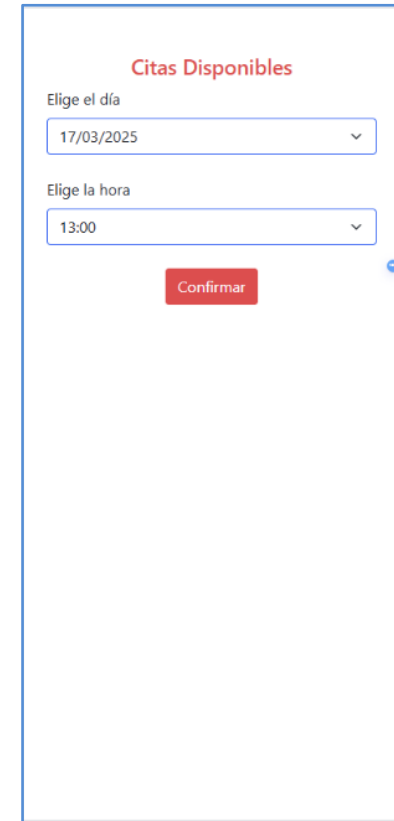 Citas Disponibles
Elige el día
17/03/2025
Elige la hora
13:00
Confirmar